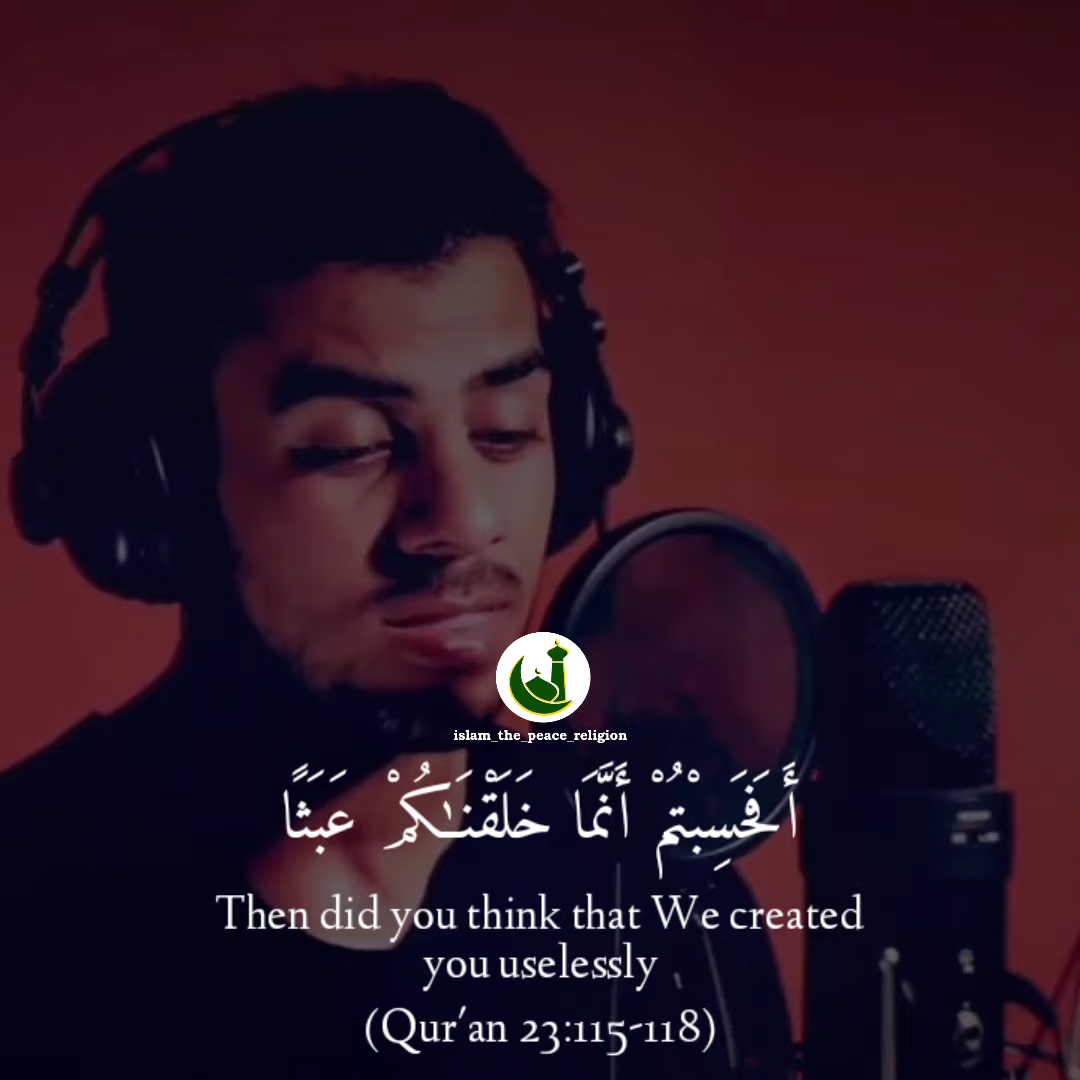 islam_the_peace_religion
أَفَحَسِبْتُمْ أَنَّمَا خَلَقْنَـٰكُمْ عَبَثًا
Then did you think that We created
you uselessly
(Qur'an 23:115-118)